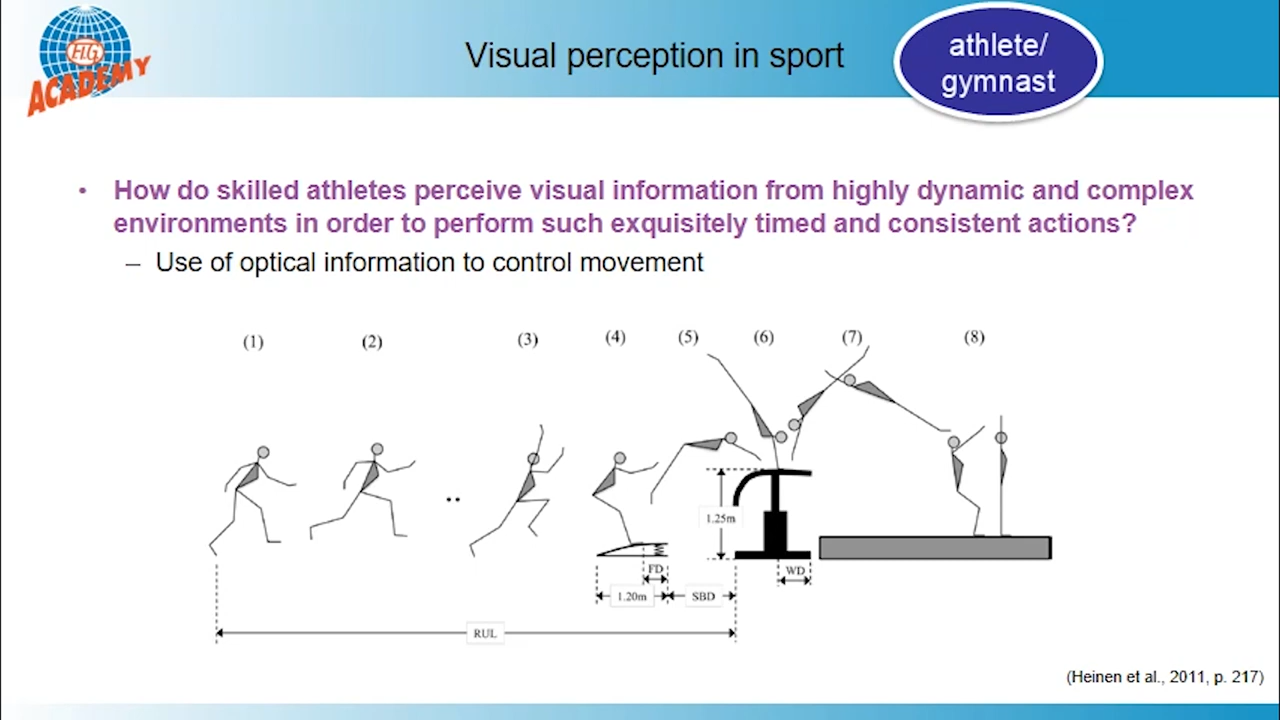 FIG
ACADEMY
Visual perception in sport
athlete/
gymnast
• How do skilled athletes perceive visual information from highly dynamic and complex
environments in order to perform such exquisitely timed and consistent actions?
– Use of optical information to control movement
(1) (2) (3) (4) (5) (6) (7) (8)
1.25m
FD
WD
1.20m
SBD
RUL
(Heinen et al., 2011, p. 217)